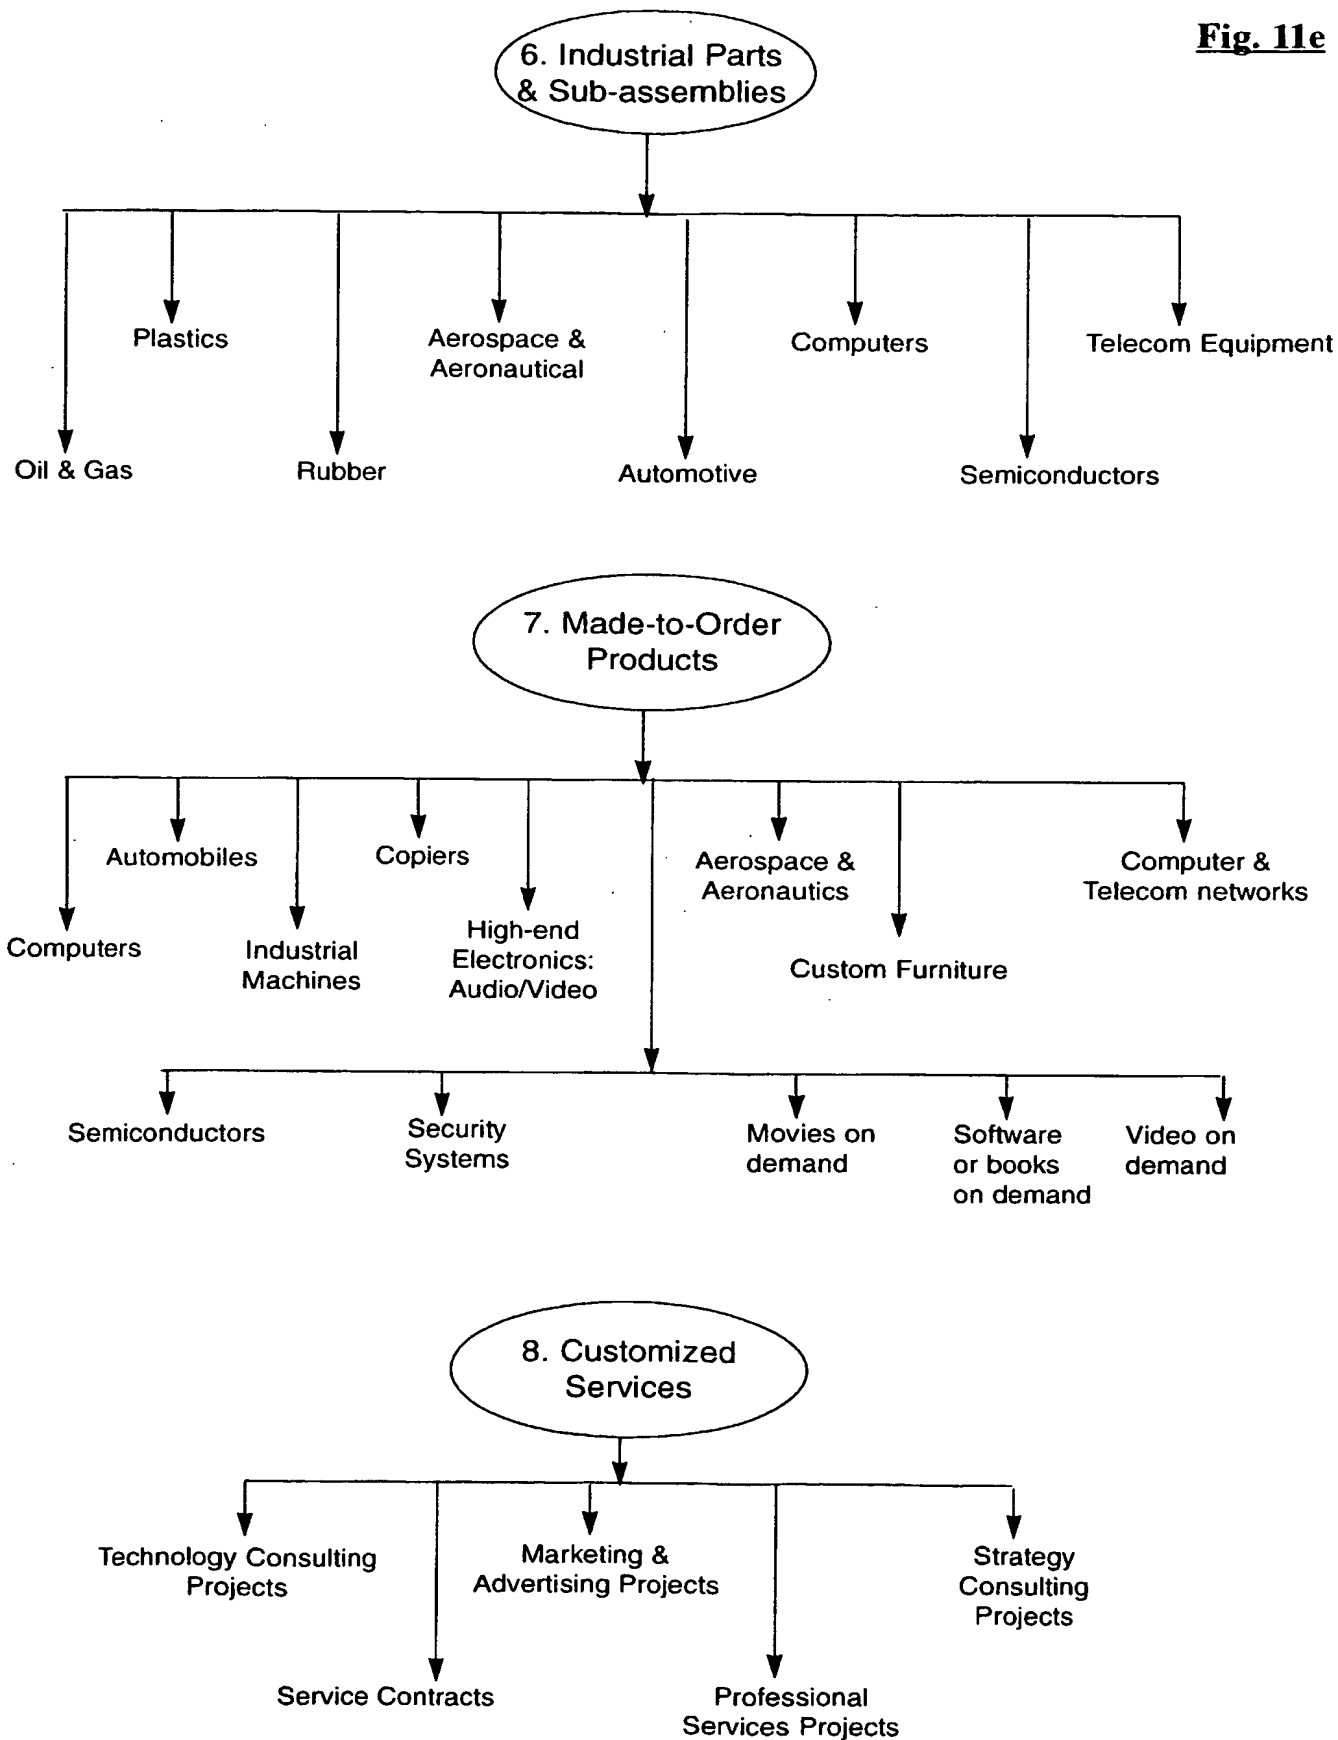 Fig. 11e
6. Industrial Parts
& Sub-assemblies
Plastics
Aerospace &
Aeronautical
Computers
Telecom Equipment
Oil & Gas
Rubber
Automotive
Semiconductors
7. Made-to-Order
Products
Automobiles
Copiers
Aerospace &
Aeronautics
Computer &
Telecom networks
Computers
Industrial
Machines
High-end
Electronics:
Audio/Video
Custom Furniture
Semiconductors
Security
Systems
Movies on
demand
Software
or books
on demand
Video on
demand
8. Customized
Services
Technology Consulting
Projects
Marketing &
Advertising Projects
Strategy
Consulting
Projects
Service Contracts
Professional
Services Projects